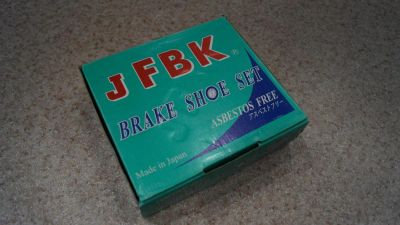 JFBK®
BRAKE SHOE SET
ASBESTOS FREE
アスベストフリー
Made in Japan